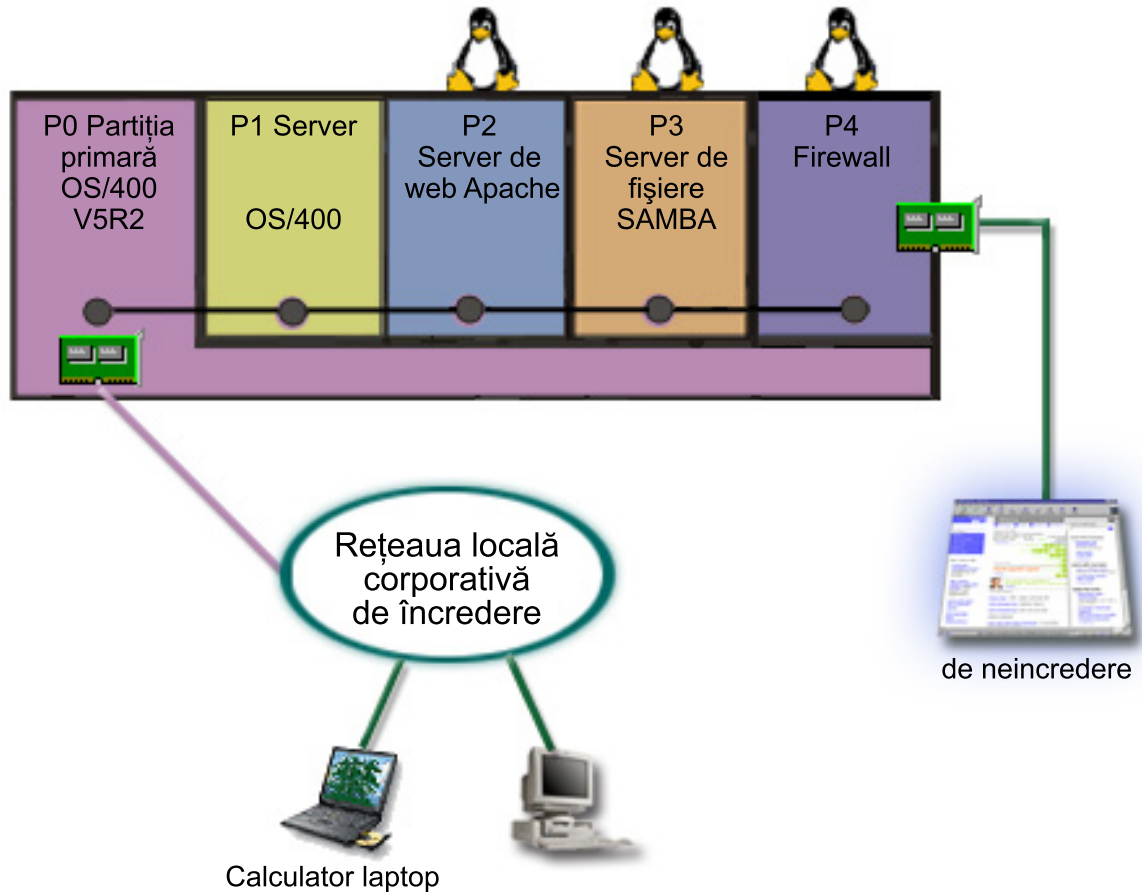 P0 Partiția
primară
OS/400
V5R2
P1 Server
OS/400
P2
Server de
web Apache
P3
Server de
fişiere
SAMBA
P4
Firewall
Rețeaua locală
corporativă
de încredere
de neincredere
Calculator laptop